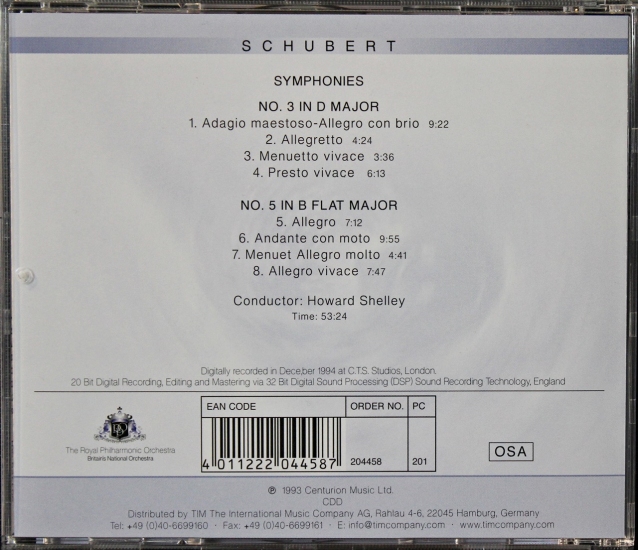 SCHUBERT
SYMPHONIES
NO. 3 IN D MAJOR
1. Adagio maestoso-Allegro con brio 9:22
2. Allegretto 4:24
3. Menuetto vivace 3:36
4. Presto vivace 6:13
NO. 5 IN B FLAT MAJOR
5. Allegro 7:12
6. Andante con moto 9:55
7. Menuet Allegro molto 4:41
8. Allegro vivace 7:47
Conductor: Howard Shelley
Time: 53:24
Digitally recorded in Dece,ber 1994 at C.T.S. Studios, London.
20 Bit Digital Recording, Editing and Mastering via 32 Bit Digital Sound Processing (DSP) Sound Recording Technology, England
EAN CODE ORDER NO. PC
4 011222 044587 204458 201
The Royal Philharmonic Orchestra
Britain's National Orchestra
OSA
℗ 1993 Centurion Music Ltd.
CDD
Distributed by TIM The International Music Company AG, Rahlau 4-6, 22045 Hamburg, Germany
Tel: +49 (0)40-6699160 · Fax: +49 (0)40-6699161 · E: info@timcompany.com · www.timcompany.com